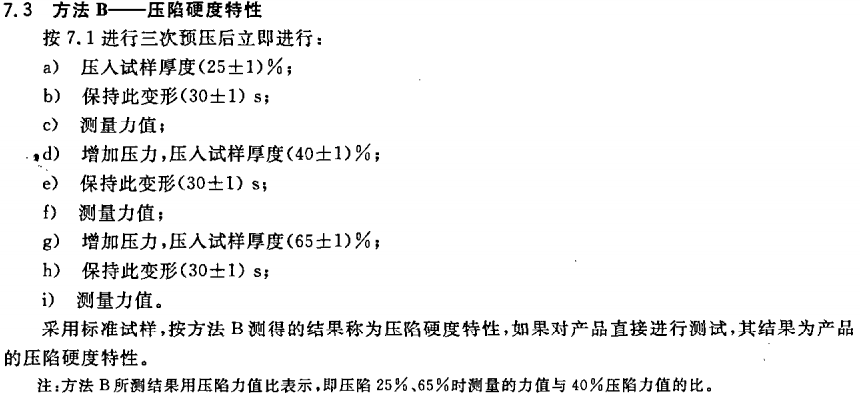 7.3 方法 B——压陷硬度特性
按 7.1 进行三次预压后立即进行:
a) 压入试样厚度(25±1)%;
b) 保持此变形(30±1) s;
c) 测量力值;
d) 增加压力,压入试样厚度(40±1)%;
e) 保持此变形(30±1) s;
f) 测量力值;
g) 增加压力,压入试样厚度(65±1)%;
h) 保持此变形(30±1) s;
i) 测量力值。
采用标准试样,按方法 B 测得的结果称为压陷硬度特性,如果对产品直接进行测试,其结果为产品
的压陷硬度特性。
注:方法 B 所测结果用压陷力值比表示,即压陷 25%、65%时测量的力值与 40%压陷力值的比。